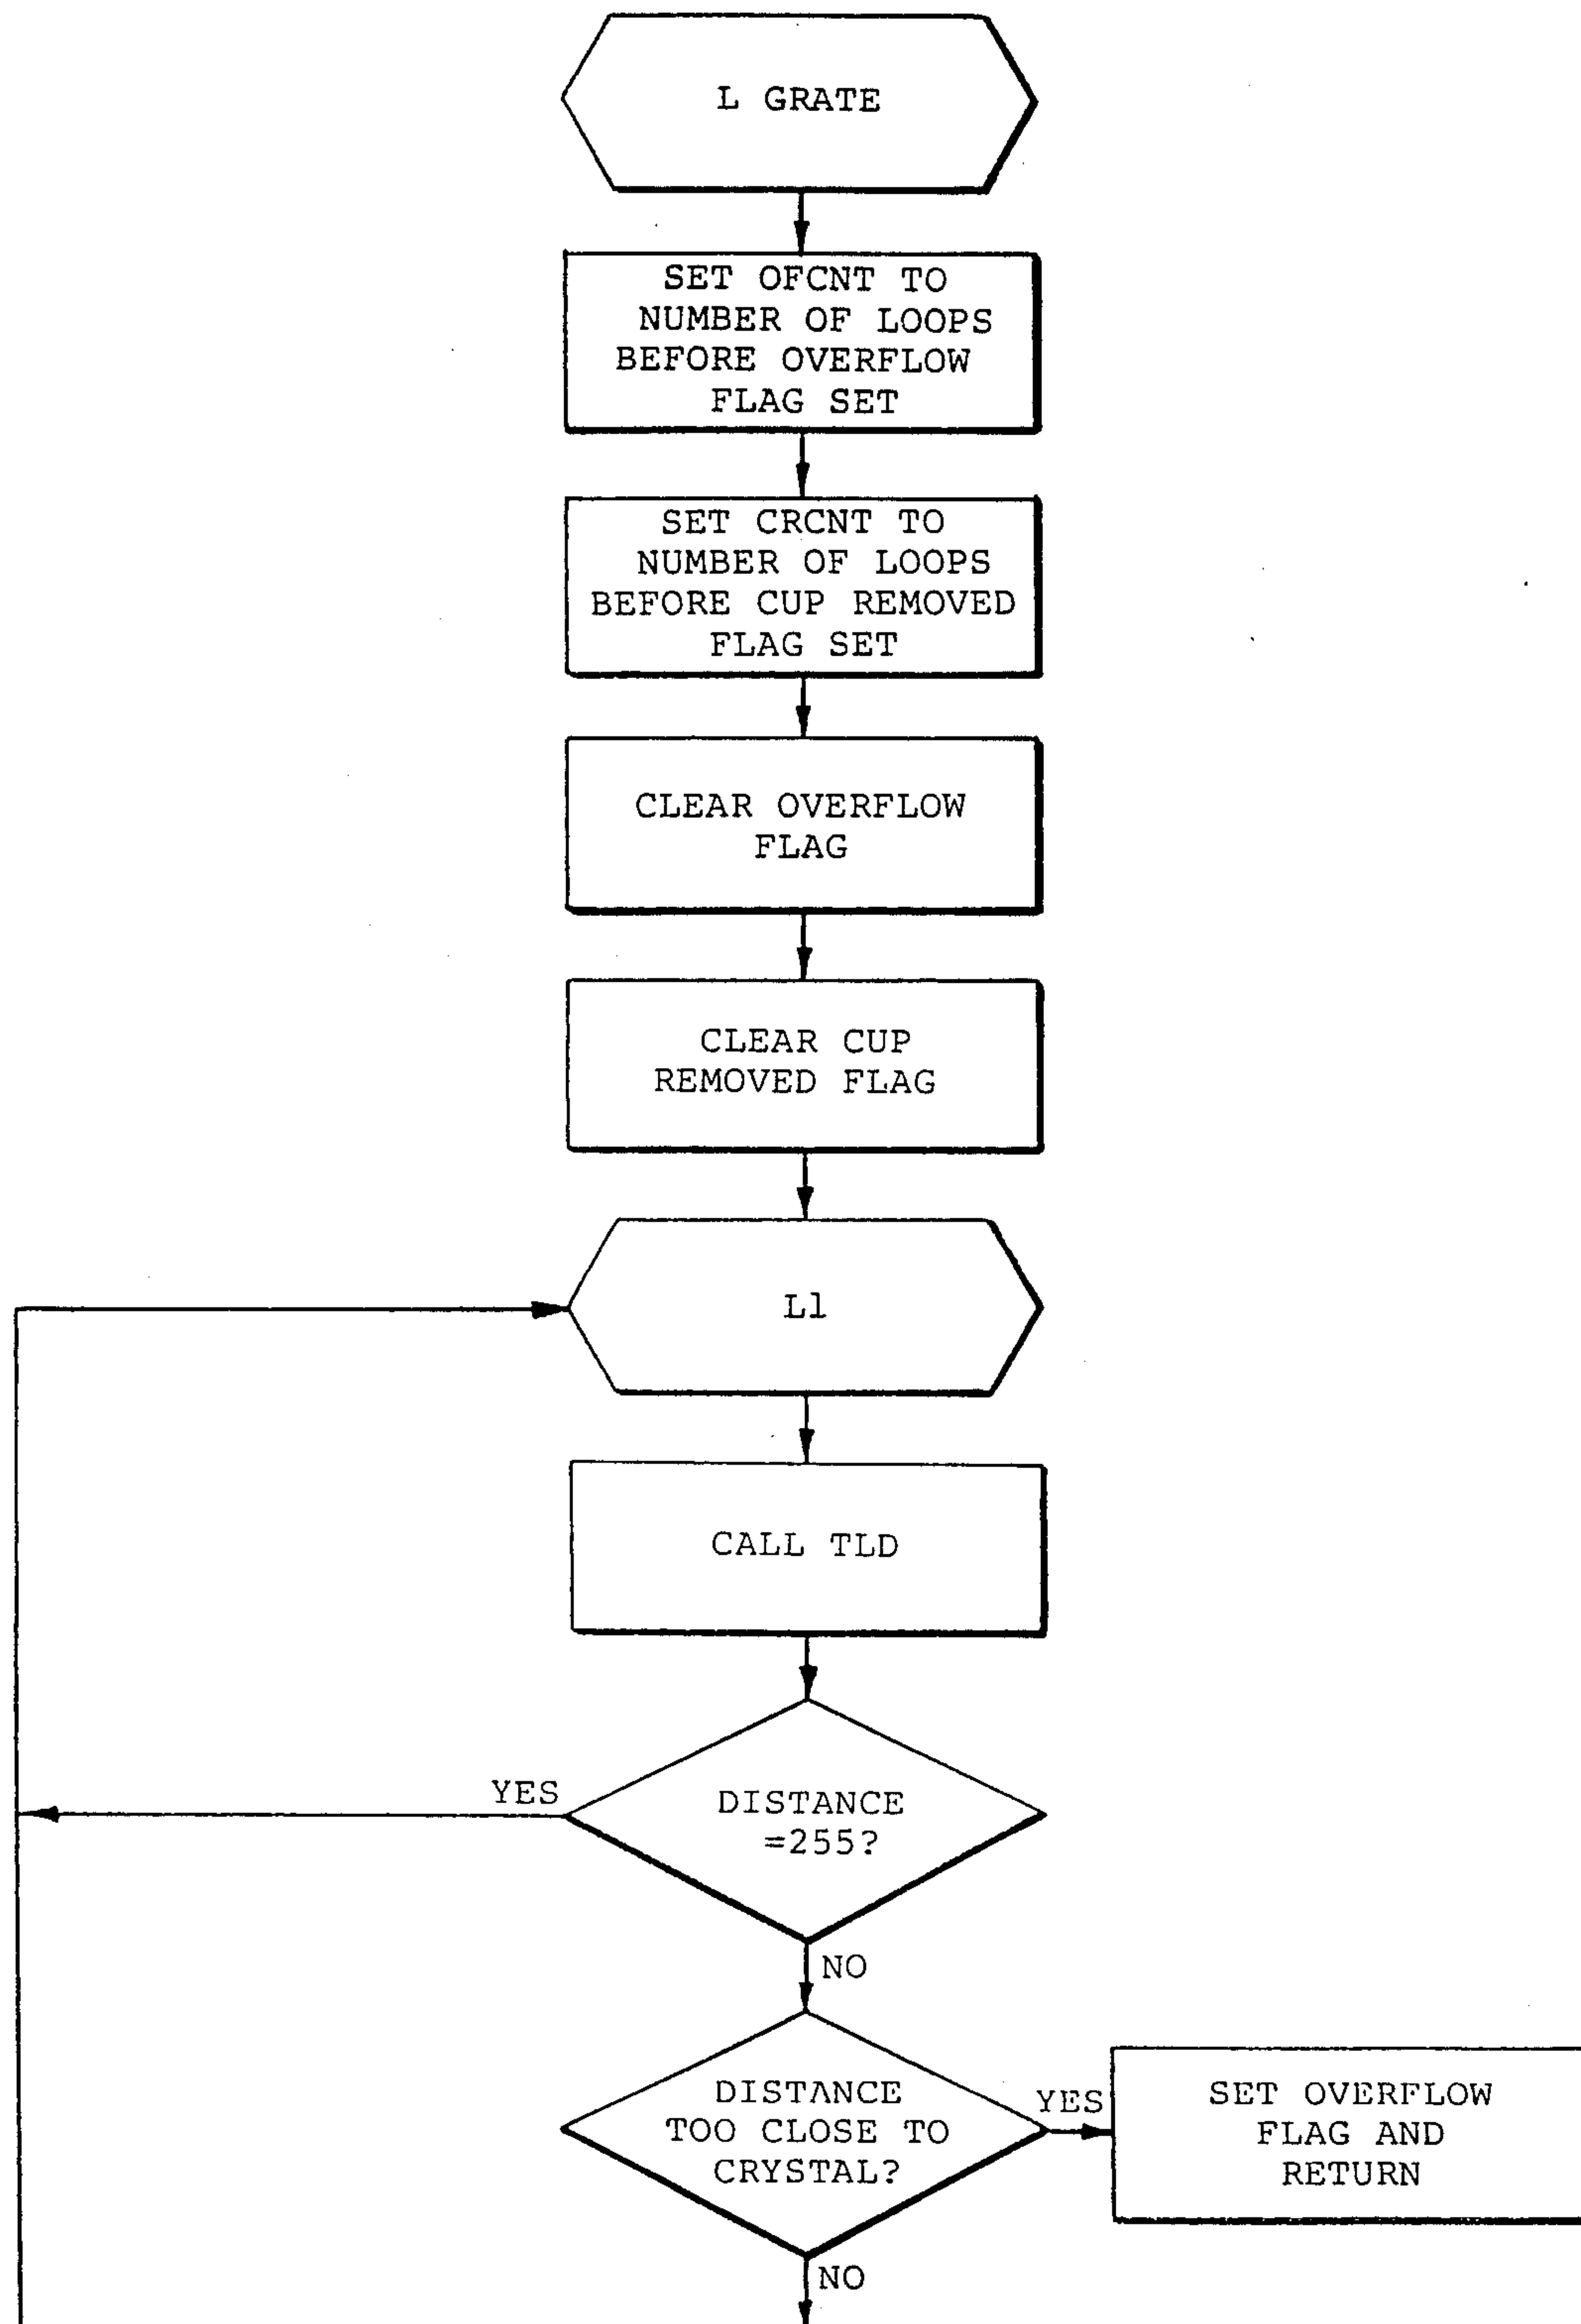 L GRATE
SET OFCNT TO
NUMBER OF LOOPS
BEFORE OVERFLOW
FLAG SET
SET CRCNT TO
NUMBER OF LOOPS
BEFORE CUP REMOVED
FLAG SET
CLEAR OVERFLOW
FLAG
CLEAR CUP
REMOVED FLAG
L1
CALL TLD
YES
DISTANCE
=255?
NO
DISTANCE
TOO CLOSE TO
CRYSTAL?
YES
SET OVERFLOW
FLAG AND
RETURN
NO